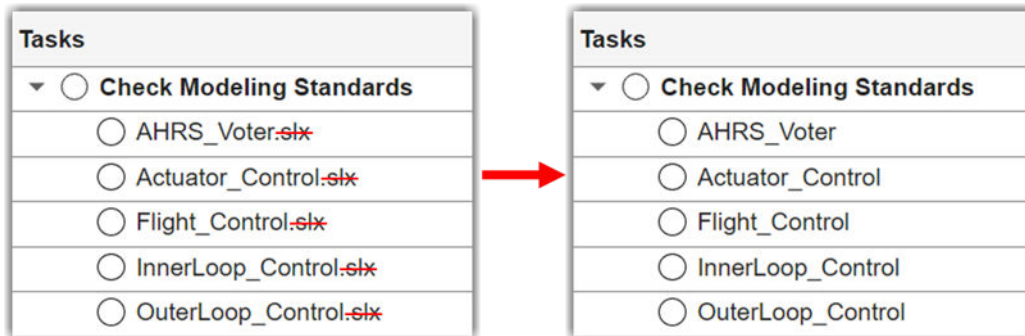 Tasks
Check Modeling Standards
AHRS_Voter.slx
Actuator_Control.slx
Flight_Control.slx
InnerLoop_Control.slx
OuterLoop_Control.slx
Tasks
Check Modeling Standards
AHRS_Voter
Actuator_Control
Flight_Control
InnerLoop_Control
OuterLoop_Control